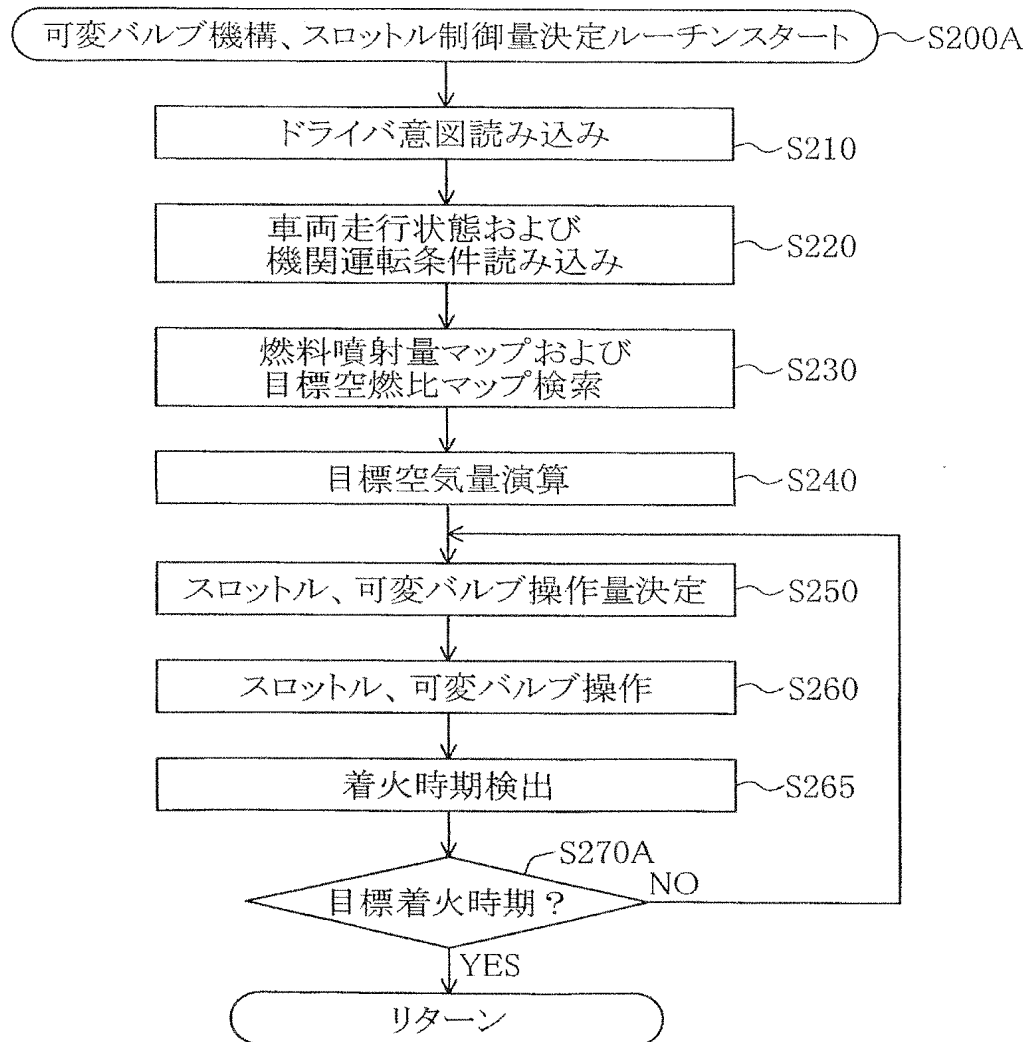 可変バルブ機構、スロットル制御量決定ルーチンスタート
S200A
ドライバ意図読み込み
S210
車両走行状態および
機関運転条件読み込み
S220
燃料噴射量マップおよび
目標空燃比マップ検索
S230
目標空気量演算
S240
スロットル、可変バルブ操作量決定
S250
スロットル、可変バルブ操作
S260
着火時期検出
S265
S270A
目標着火時期?
NO
YES
リターン